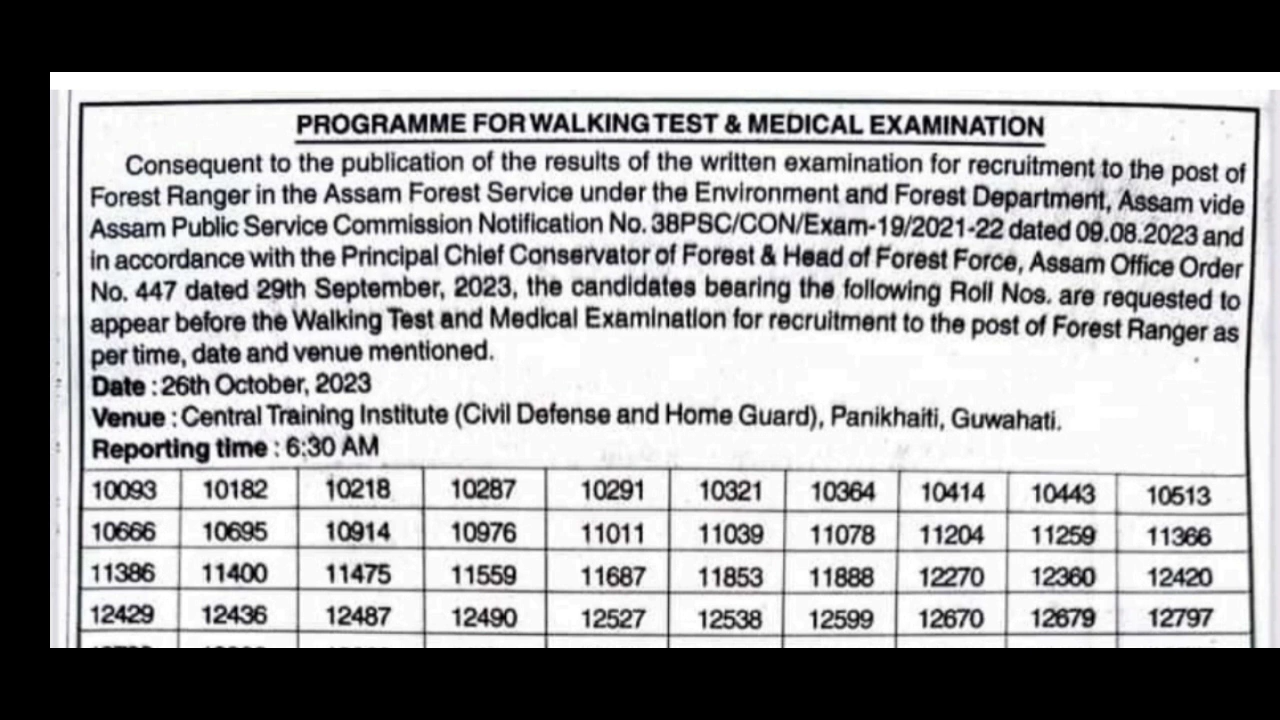 PROGRAMME FOR WALKING TEST & MEDICAL EXAMINATION
Consequent to the publication of the results of the written examination for recruitment to the post of
Forest Ranger in the Assam Forest Service under the Environment and Forest Department, Assam vide
Assam Public Service Commission Notification No. 38PSC/CON/Exam-19/2021-22 dated 09.08.2023 and
in accordance with the Principal Chief Conservator of Forest & Head of Forest Force, Assam Office Order
No. 447 dated 29th September, 2023, the candidates bearing the following Roll Nos. are requested to
appear before the Walking Test and Medical Examination for recruitment to the post of Forest Ranger as
per time, date and venue mentioned.
Date : 26th October, 2023
Venue : Central Training Institute (Civil Defense and Home Guard), Panikhaiti, Guwahati.
Reporting time : 6:30 AM
10093 10182 10218 10287 10291 10321 10364 10414 10443 10513
10666 10695 10914 10976 11011 11039 11078 11204 11259 11366
11386 11400 11475 11559 11687 11853 11888 12270 12360 12420
12429 12436 12487 12490 12527 12538 12599 12670 12679 12797